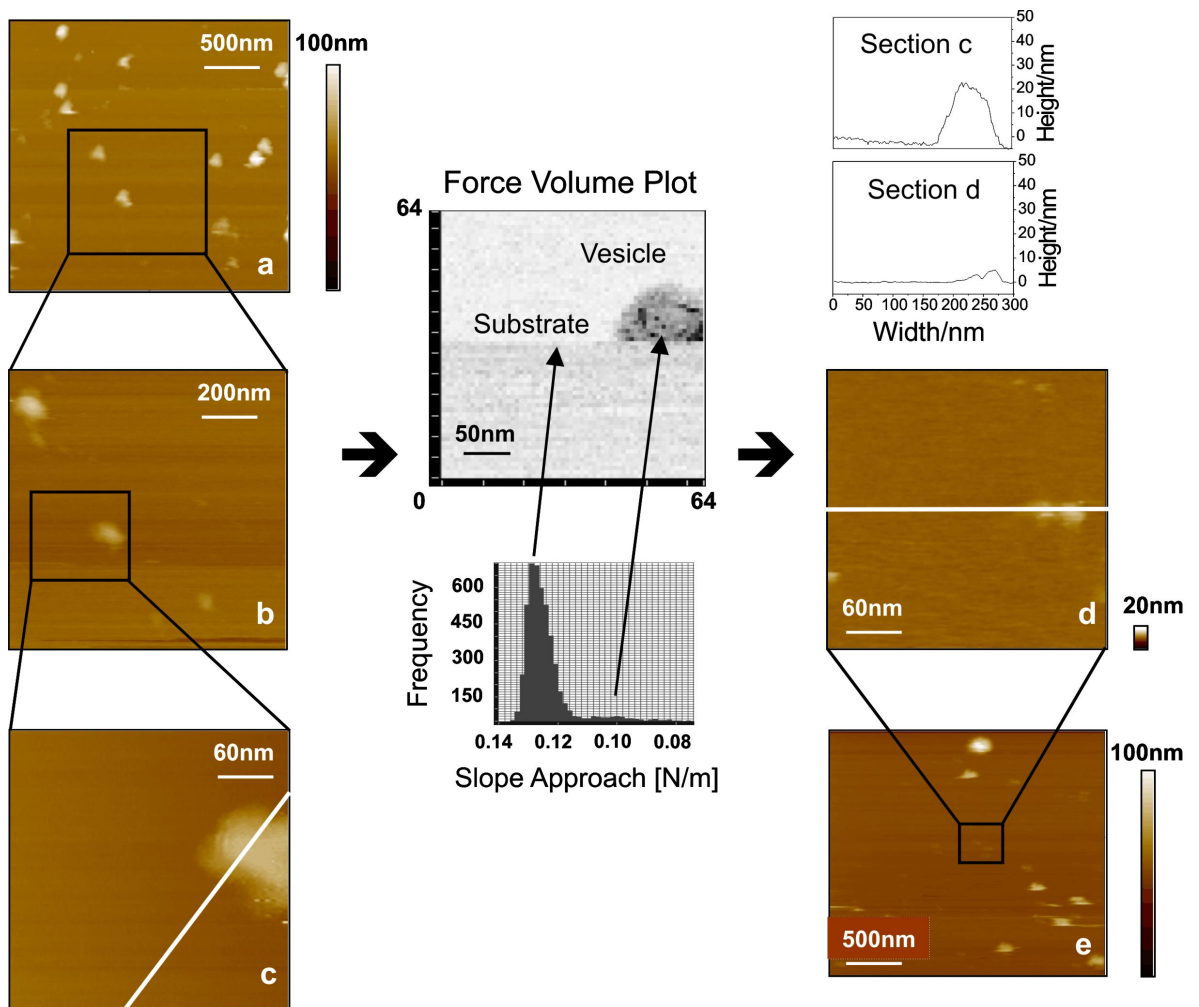 500nm
100nm
a
200nm
b
60nm
c
Force Volume Plot
64
Vesicle
Substrate
50nm
0
64
600
450
300
150
Frequency
0.14 0.12 0.10 0.08
Slope Approach [N/m]
Section c
50
40
30
20
10
0
Height/nm
Section d
50
40
30
20
10
0
Height/nm
0 50 100 150 200 250 300
Width/nm
60nm
d
20nm
100nm
500nm
e